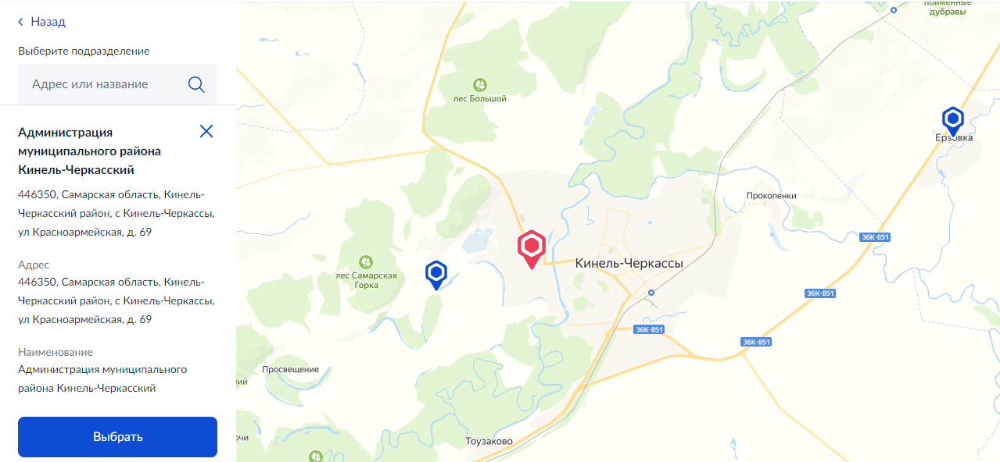 Назад
Выберите подразделение
Адрес или название
Администрация
муниципального района
Кинель-Черкасский
446350, Самарская область, Кинель-
Черкасский район, с Кинель-Черкассы,
ул Красноармейская, д. 69
Адрес
446350, Самарская область, Кинель-
Черкасский район, с Кинель-Черкассы,
ул Красноармейская, д. 69
Наименование
Администрация муниципального
района Кинель-Черкасский
Выбрать
пойменные
дубравы
лес Большой
Ерзовка
Прокопенки
36К-851
Кинель-Черкассы
лес Самарская
Горка
36К-851
36К-851
36К-851
Просвещение
Тоузаково